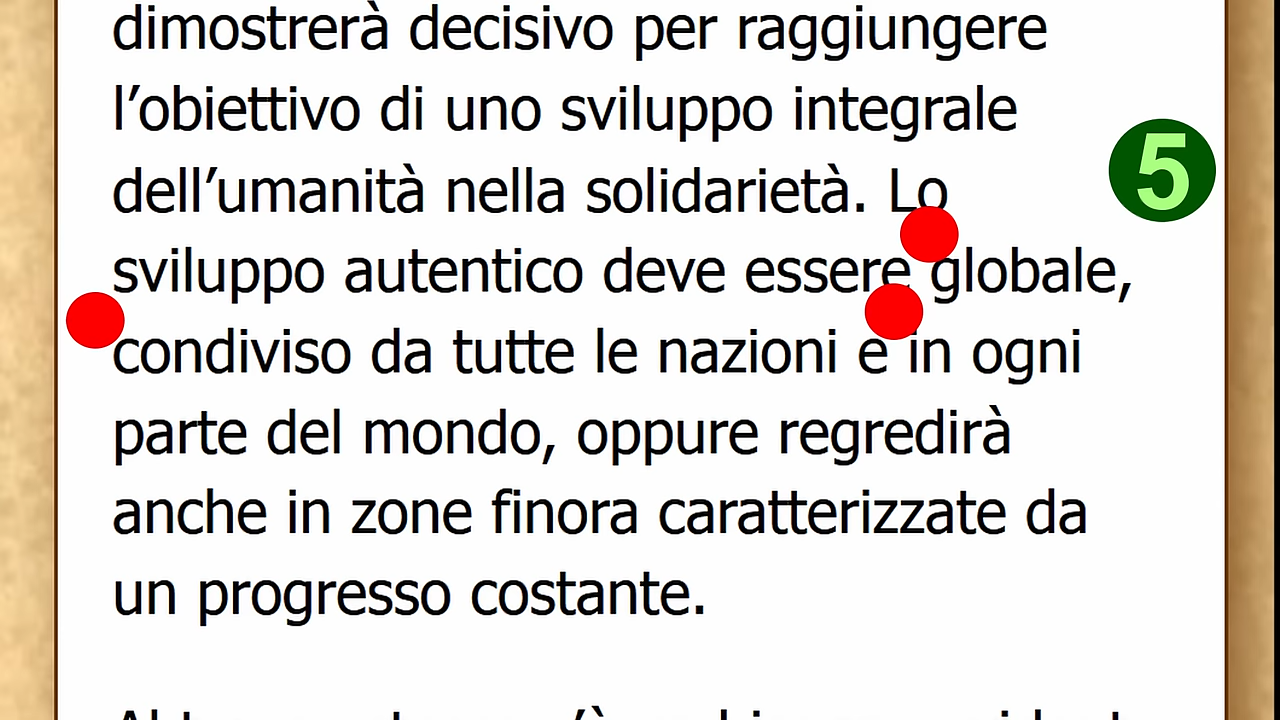 dimostrerà decisivo per raggiungere
l’obiettivo di uno sviluppo integrale
5
dell’umanità nella solidarietà. Lo
sviluppo autentico deve essere globale,
condiviso da tutte le nazioni e in ogni
parte del mondo, oppure regredirà
anche in zone finora caratterizzate da
un progresso costante.